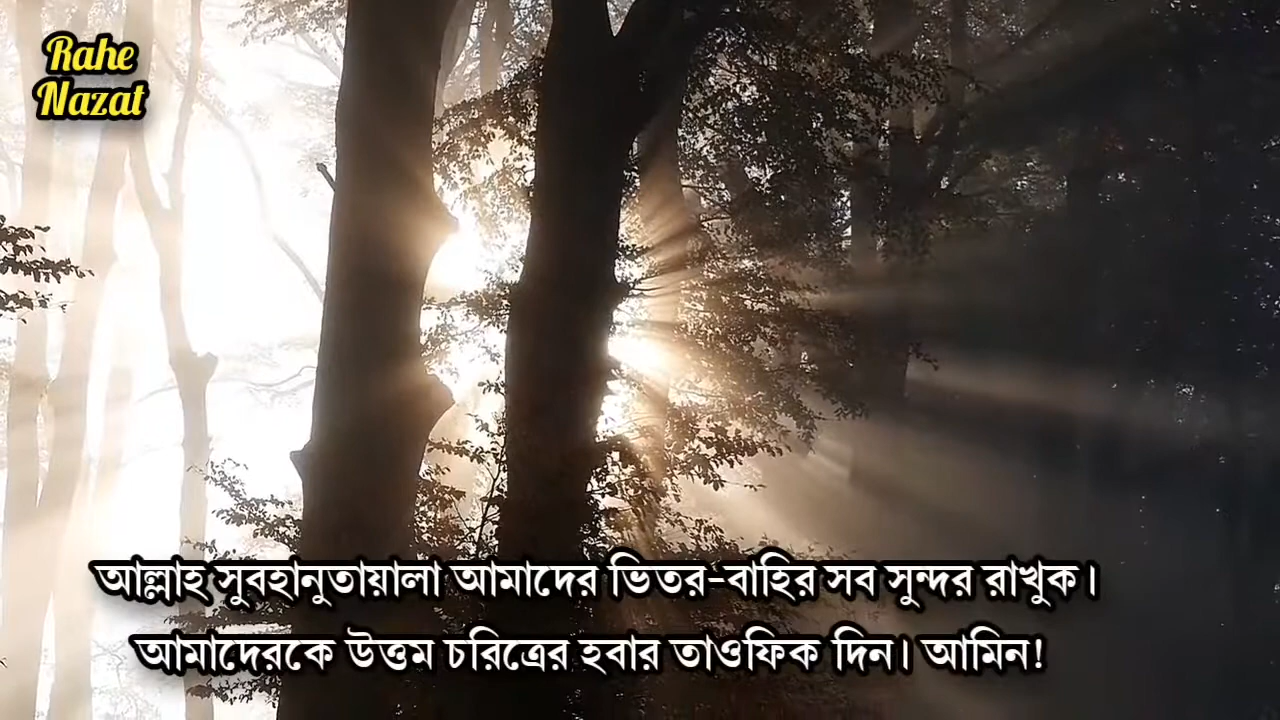 Rahe
Nazat
আল্লাহ সুবহানুতায়ালা আমাদের ভিতর-বাহির সব সুন্দর রাখুক।
আমাদেরকে উত্তম চরিত্রের হবার তাওফিক দিন। আমিন!